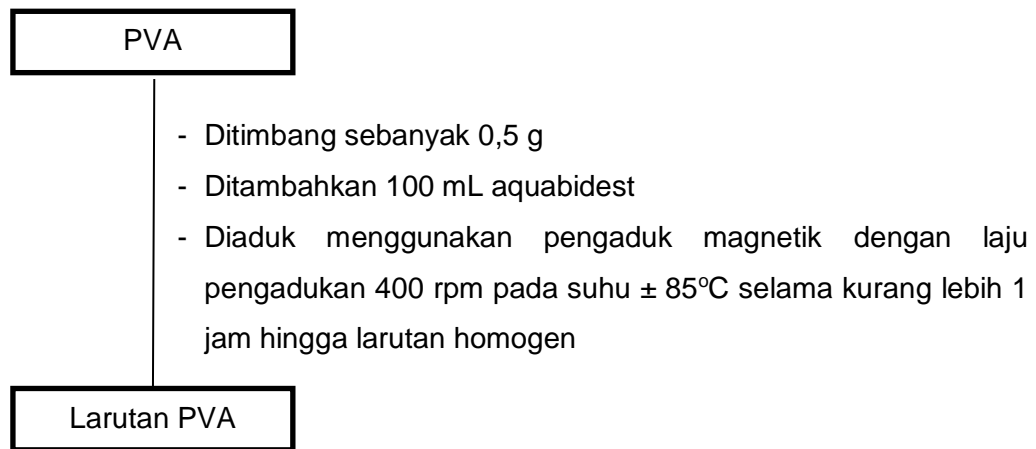 PVA
- Ditimbang sebanyak 0,5 g
- Ditambahkan 100 mL aquabidest
- Diaduk menggunakan pengaduk magnetik dengan laju
pengadukan 400 rpm pada suhu ± 85ºC selama kurang lebih 1
jam hingga larutan homogen
Larutan PVA